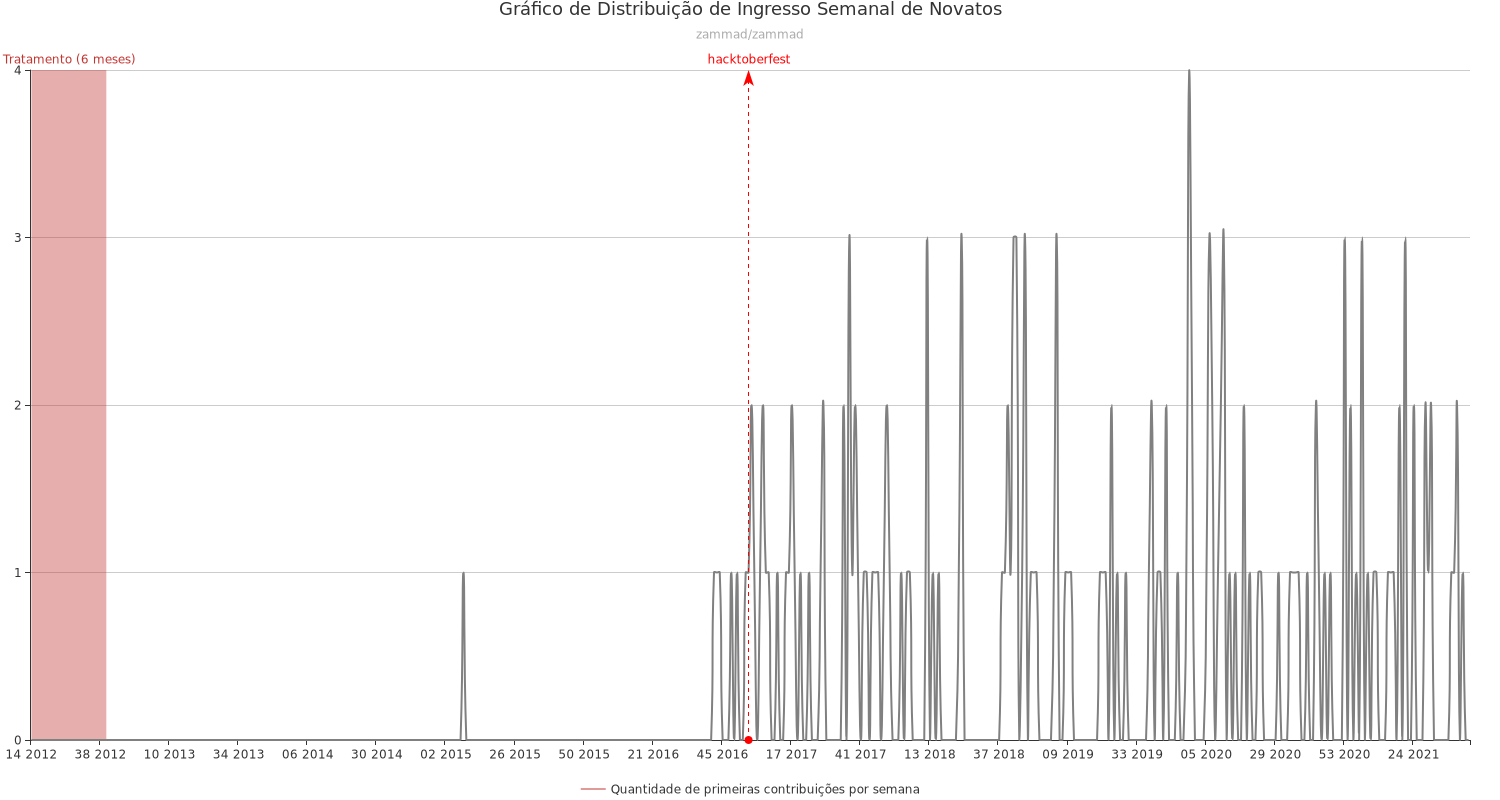 Gráfico de Distribuição de Ingresso Semanal de Novatos
zammad/zammad
Tratamento (6 meses)
hacktoberfest
4
3
2
1
0
14 2012 38 2012 10 2013 34 2013 06 2014 30 2014 02 2015 26 2015 50 2015 21 2016 45 2016 17 2017 41 2017 13 2018 37 2018 09 2019 33 2019 05 2020 29 2020 53 2020 24 2021
Quantidade de primeiras contribuições por semana